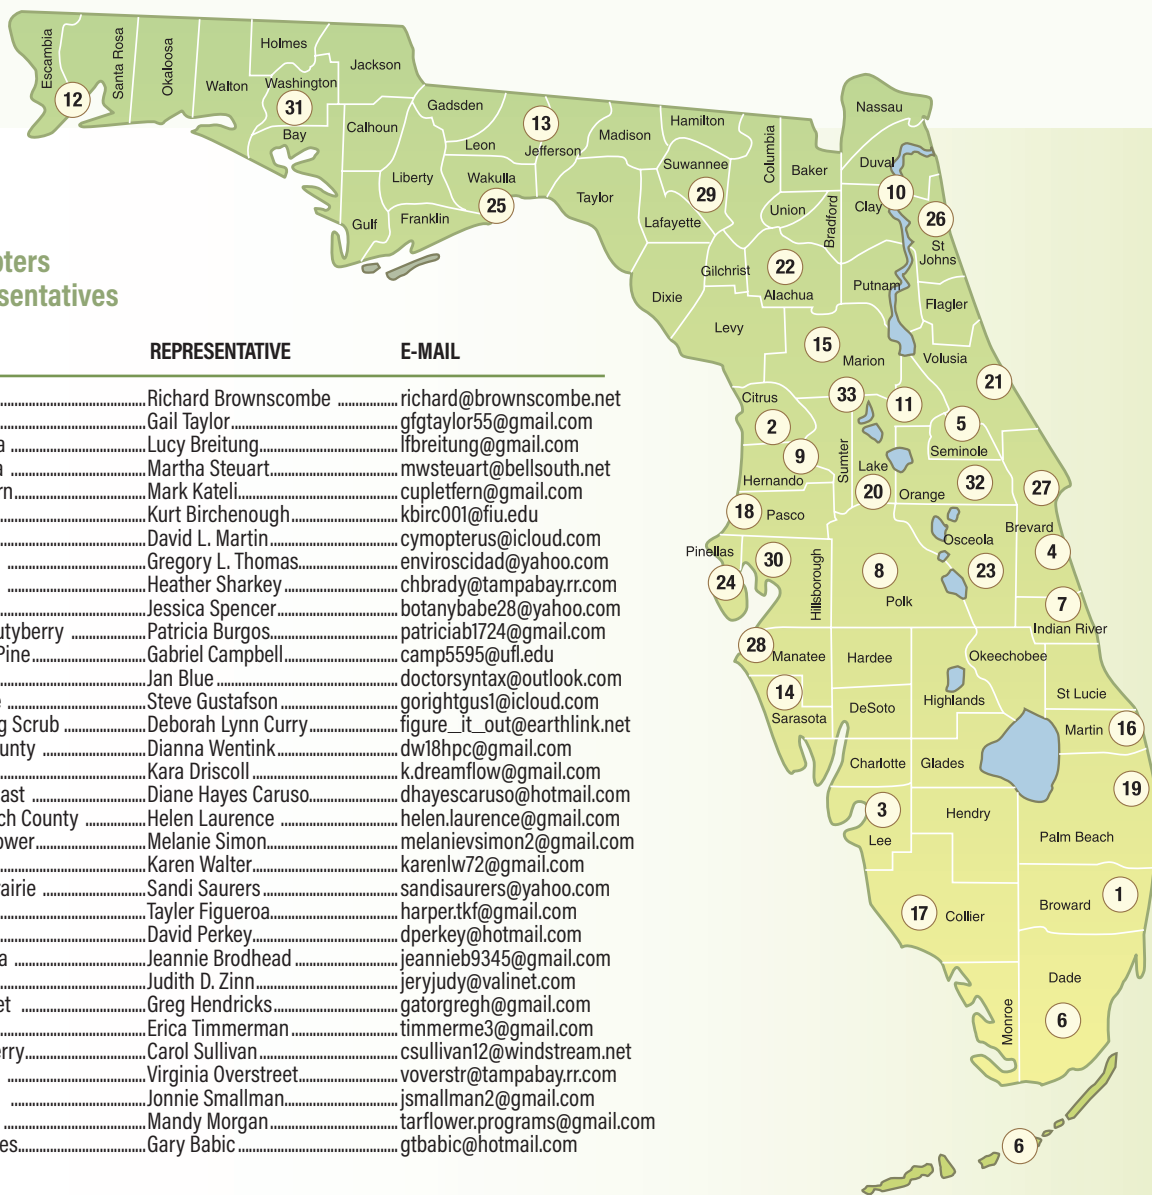 pters
sentatives
REPRESENTATIVE E-MAIL
Richard Brownscombe richard@brownscombe.net
Gail Taylor gfgtaylor55@gmail.com
a Lucy Breitung lfbreitung@gmail.com
a Martha Steuart mwsteuart@bellsouth.net
rn Mark Kateli cupletfern@gmail.com
Kurt Birchenough kbirc001@fiu.edu
David L. Martin cymopterus@icloud.com
Gregory L. Thomas enviroscidad@yahoo.com
Heather Sharkey chbrady@tampabay.rr.com
Jessica Spencer botanybabe28@yahoo.com
utyberry Patricia Burgos patriciab1724@gmail.com
Pine Gabriel Campbell camp5595@ufl.edu
Jan Blue doctorsyntax@outlook.com
e Steve Gustafson gorightgus1@icloud.com
g Scrub Deborah Lynn Curry figure_it_out@earthlink.net
unty Dianna Wentink dw18hpc@gmail.com
Kara Driscoll k.dreamflow@gmail.com
ast Diane Hayes Caruso dhayescaruso@hotmail.com
ch County Helen Laurence helen.laurence@gmail.com
ower Melanie Simon melanievsimon2@gmail.com
Karen Walter karenlw72@gmail.com
airie Sandi Saurers sandisaurers@yahoo.com
Tayler Figueroa harper.tkf@gmail.com
David Perkey dperkey@hotmail.com
a Jeannie Brodhead jeannieb9345@gmail.com
Judith D. Zinn jeryjudy@valinet.com
et Greg Hendricks gatorgregh@gmail.com
Erica Timmerman timmerme3@gmail.com
erry Carol Sullivan csullivan12@windstream.net
Virginia Overstreet voverstr@tampabay.rr.com
Jonnie Smallman jsmallman2@gmail.com
Mandy Morgan tarflower.programs@gmail.com
es Gary Babic gtbabic@hotmail.com
Escambia
12
Santa Rosa
Okaloosa
Walton
Holmes
Washington
31
Bay
Jackson
Calhoun
Gulf
Liberty
Franklin
Gadsden
Leon
Wakulla
25
13
Jefferson
Madison
Taylor
Hamilton
Suwannee
29
Lafayette
Dixie
Columbia
Baker
Union
Bradford
Gilchrist
22
Alachua
Levy
Nassau
Duval
10
Clay
26
St
Johns
Putnam
Flagler
15
Marion
Volusia
21
33
11
Citrus
2
5
Seminole
9
Hernando
Sumter
Lake
20
Orange
32
27
18
Pasco
Brevard
Osceola
Pinellas
30
24
Hillsborough
8
Polk
23
4
7
Indian River
28
Manatee
Hardee
Okeechobee
14
Sarasota
DeSoto
Highlands
St Lucie
Martin
16
Charlotte
Glades
19
3
Lee
Hendry
Palm Beach
17
Collier
Broward
1
Dade
Monroe
6
6